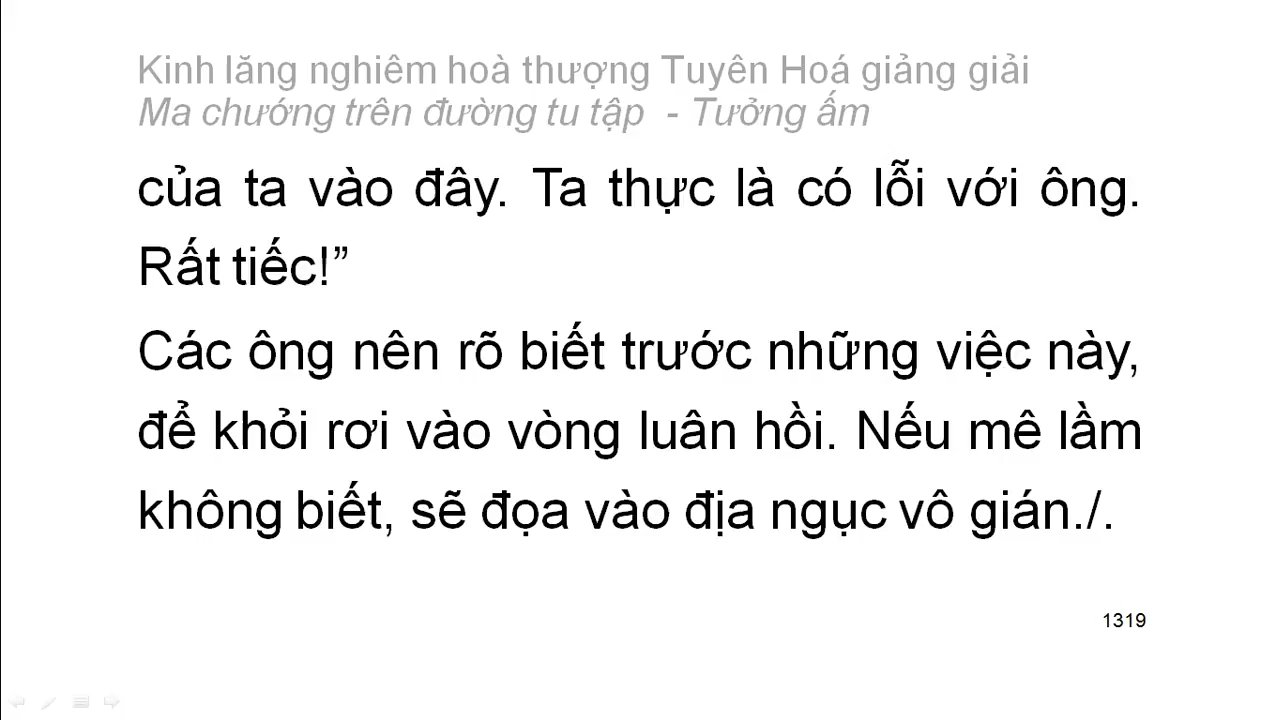 Kinh lăng nghiêm hoà thượng Tuyên Hoá giảng giải
Ma chướng trên đường tu tập - Tưởng ấm
của ta vào đây. Ta thực là có lỗi với ông.
Rất tiếc!”
Các ông nên rõ biết trước những việc này,
để khỏi rơi vào vòng luân hồi. Nếu mê lầm
không biết, sẽ đọa vào địa ngục vô gián./.
1319